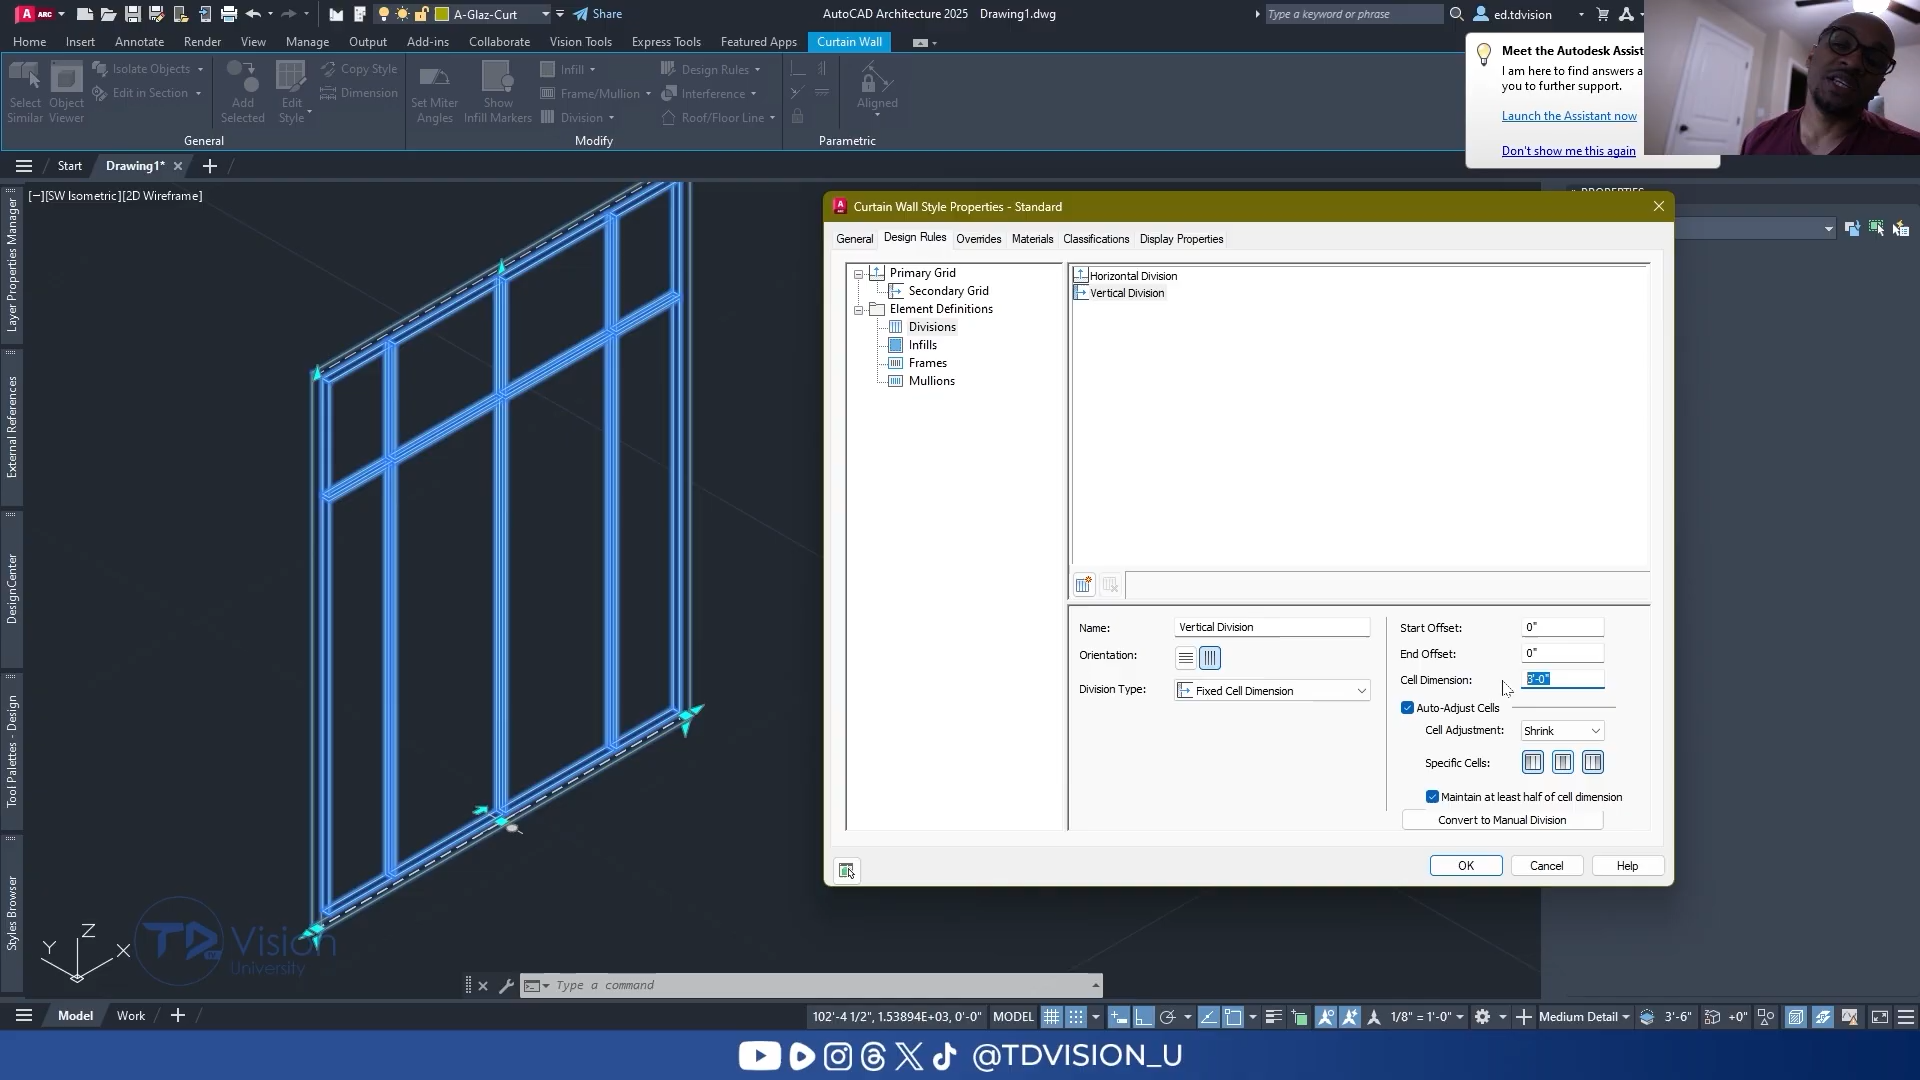 A-Glaz-Curt
Share
AutoCAD Architecture 2025 Drawing1.dwg
Type a keyword or phrase
ed.tdvision
Home Insert Annotate Render View Manage Output Add-ins Collaborate Vision Tools Express Tools Featured Apps Curtain Wall
Select Similar
Object Viewer
Isolate Objects
Edit in Section
General
Add Selected
Edit Style
Copy Style
Dimension
Set Miter Angles
Show Infill Markers
Infill
Frame/Mullion
Division
Design Rules
Interference
Roof/Floor Line
Modify
Aligned
Parametric
Meet the Autodesk Assist
I am here to find answers a
you to further support.
Launch the Assistant now
Don't show me this again
Start Drawing1*
[−][SW Isometric][2D Wireframe]
Layer Properties Manager
External References
DesignCenter
Tool Palettes - Design
Styles Browser
Curtain Wall Style Properties - Standard
General Design Rules Overrides Materials Classifications Display Properties
Primary Grid
Secondary Grid
Element Definitions
Divisions
Infills
Frames
Mullions
Horizontal Division
Vertical Division
Name: Vertical Division
Orientation:
Division Type: Fixed Cell Dimension
Start Offset: 0"
End Offset: 0"
Cell Dimension: 3'-0"
Auto-Adjust Cells
Cell Adjustment: Shrink
Specific Cells:
Maintain at least half of cell dimension
Convert to Manual Division
OK Cancel Help
Z
Y X
TD Vision
University
Type a command
Model Work
102'-4 1/2", 1.53894E+03, 0'-0" MODEL 1/8" = 1'-0" Medium Detail 3'-6" +0"
@TDVISION_U